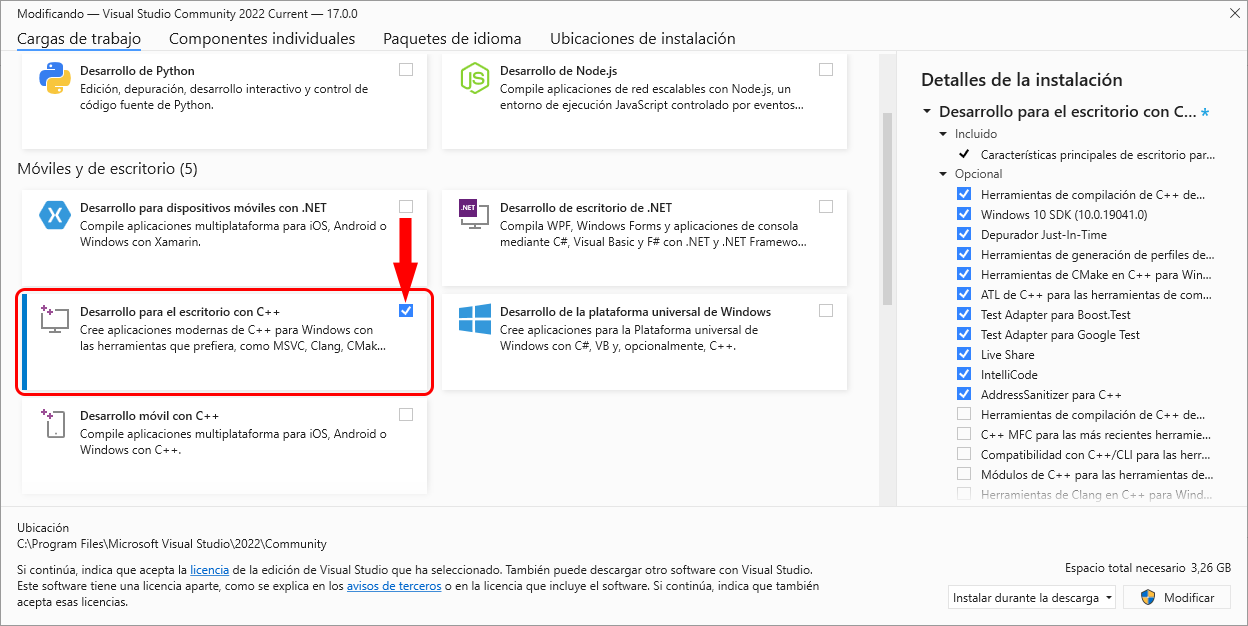 Modificando — Visual Studio Community 2022 Current — 17.0.0
Cargas de trabajo
Componentes individuales
Paquetes de idioma
Ubicaciones de instalación
Desarrollo de Python
Edición, depuración, desarrollo interactivo y control de
código fuente de Python.
JS
Desarrollo de Node.js
Compile aplicaciones de red escalables con Node.js, un
entorno de ejecución JavaScript controlado por eventos...
Móviles y de escritorio (5)
Desarrollo para dispositivos móviles con .NET
Compile aplicaciones multiplataforma para iOS, Android o
Windows con Xamarin.
.NET
Desarrollo de escritorio de .NET
Compila WPF, Windows Forms y aplicaciones de consola
mediante C#, Visual Basic y F# con .NET y .NET Framewo...
Desarrollo para el escritorio con C++
Cree aplicaciones modernas de C++ para Windows con
las herramientas que prefiera, como MSVC, Clang, CMak...
Desarrollo de la plataforma universal de Windows
Cree aplicaciones para la Plataforma universal de
Windows con C#, VB y, opcionalmente, C++.
Desarrollo móvil con C++
Compile aplicaciones multiplataforma para iOS, Android o
Windows con C++.
Detalles de la instalación
Desarrollo para el escritorio con C... *
Incluido
Características principales de escritorio par...
Opcional
Herramientas de compilación de C++ de...
Windows 10 SDK (10.0.19041.0)
Depurador Just-In-Time
Herramientas de generación de perfiles de...
Herramientas de CMake en C++ para Win...
ATL de C++ para las herramientas de com...
Test Adapter para Boost.Test
Test Adapter para Google Test
Live Share
IntelliCode
AddressSanitizer para C++
Herramientas de compilación de C++ de...
C++ MFC para las más recientes herramie...
Compatibilidad con C++/CLI para las herr...
Módulos de C++ para las herramientas de...
Herramientas de Clang en C++ para Wind...
Ubicación
C:\Program Files\Microsoft Visual Studio\2022\Community
Si continúa, indica que acepta la licencia de la edición de Visual Studio que ha seleccionado. También puede descargar otro software con Visual Studio.
Este software tiene una licencia aparte, como se explica en los avisos de terceros o en la licencia que incluye el software. Si continúa, indica que también
acepta esas licencias.
Espacio total necesario 3,26 GB
Instalar durante la descarga
Modificar